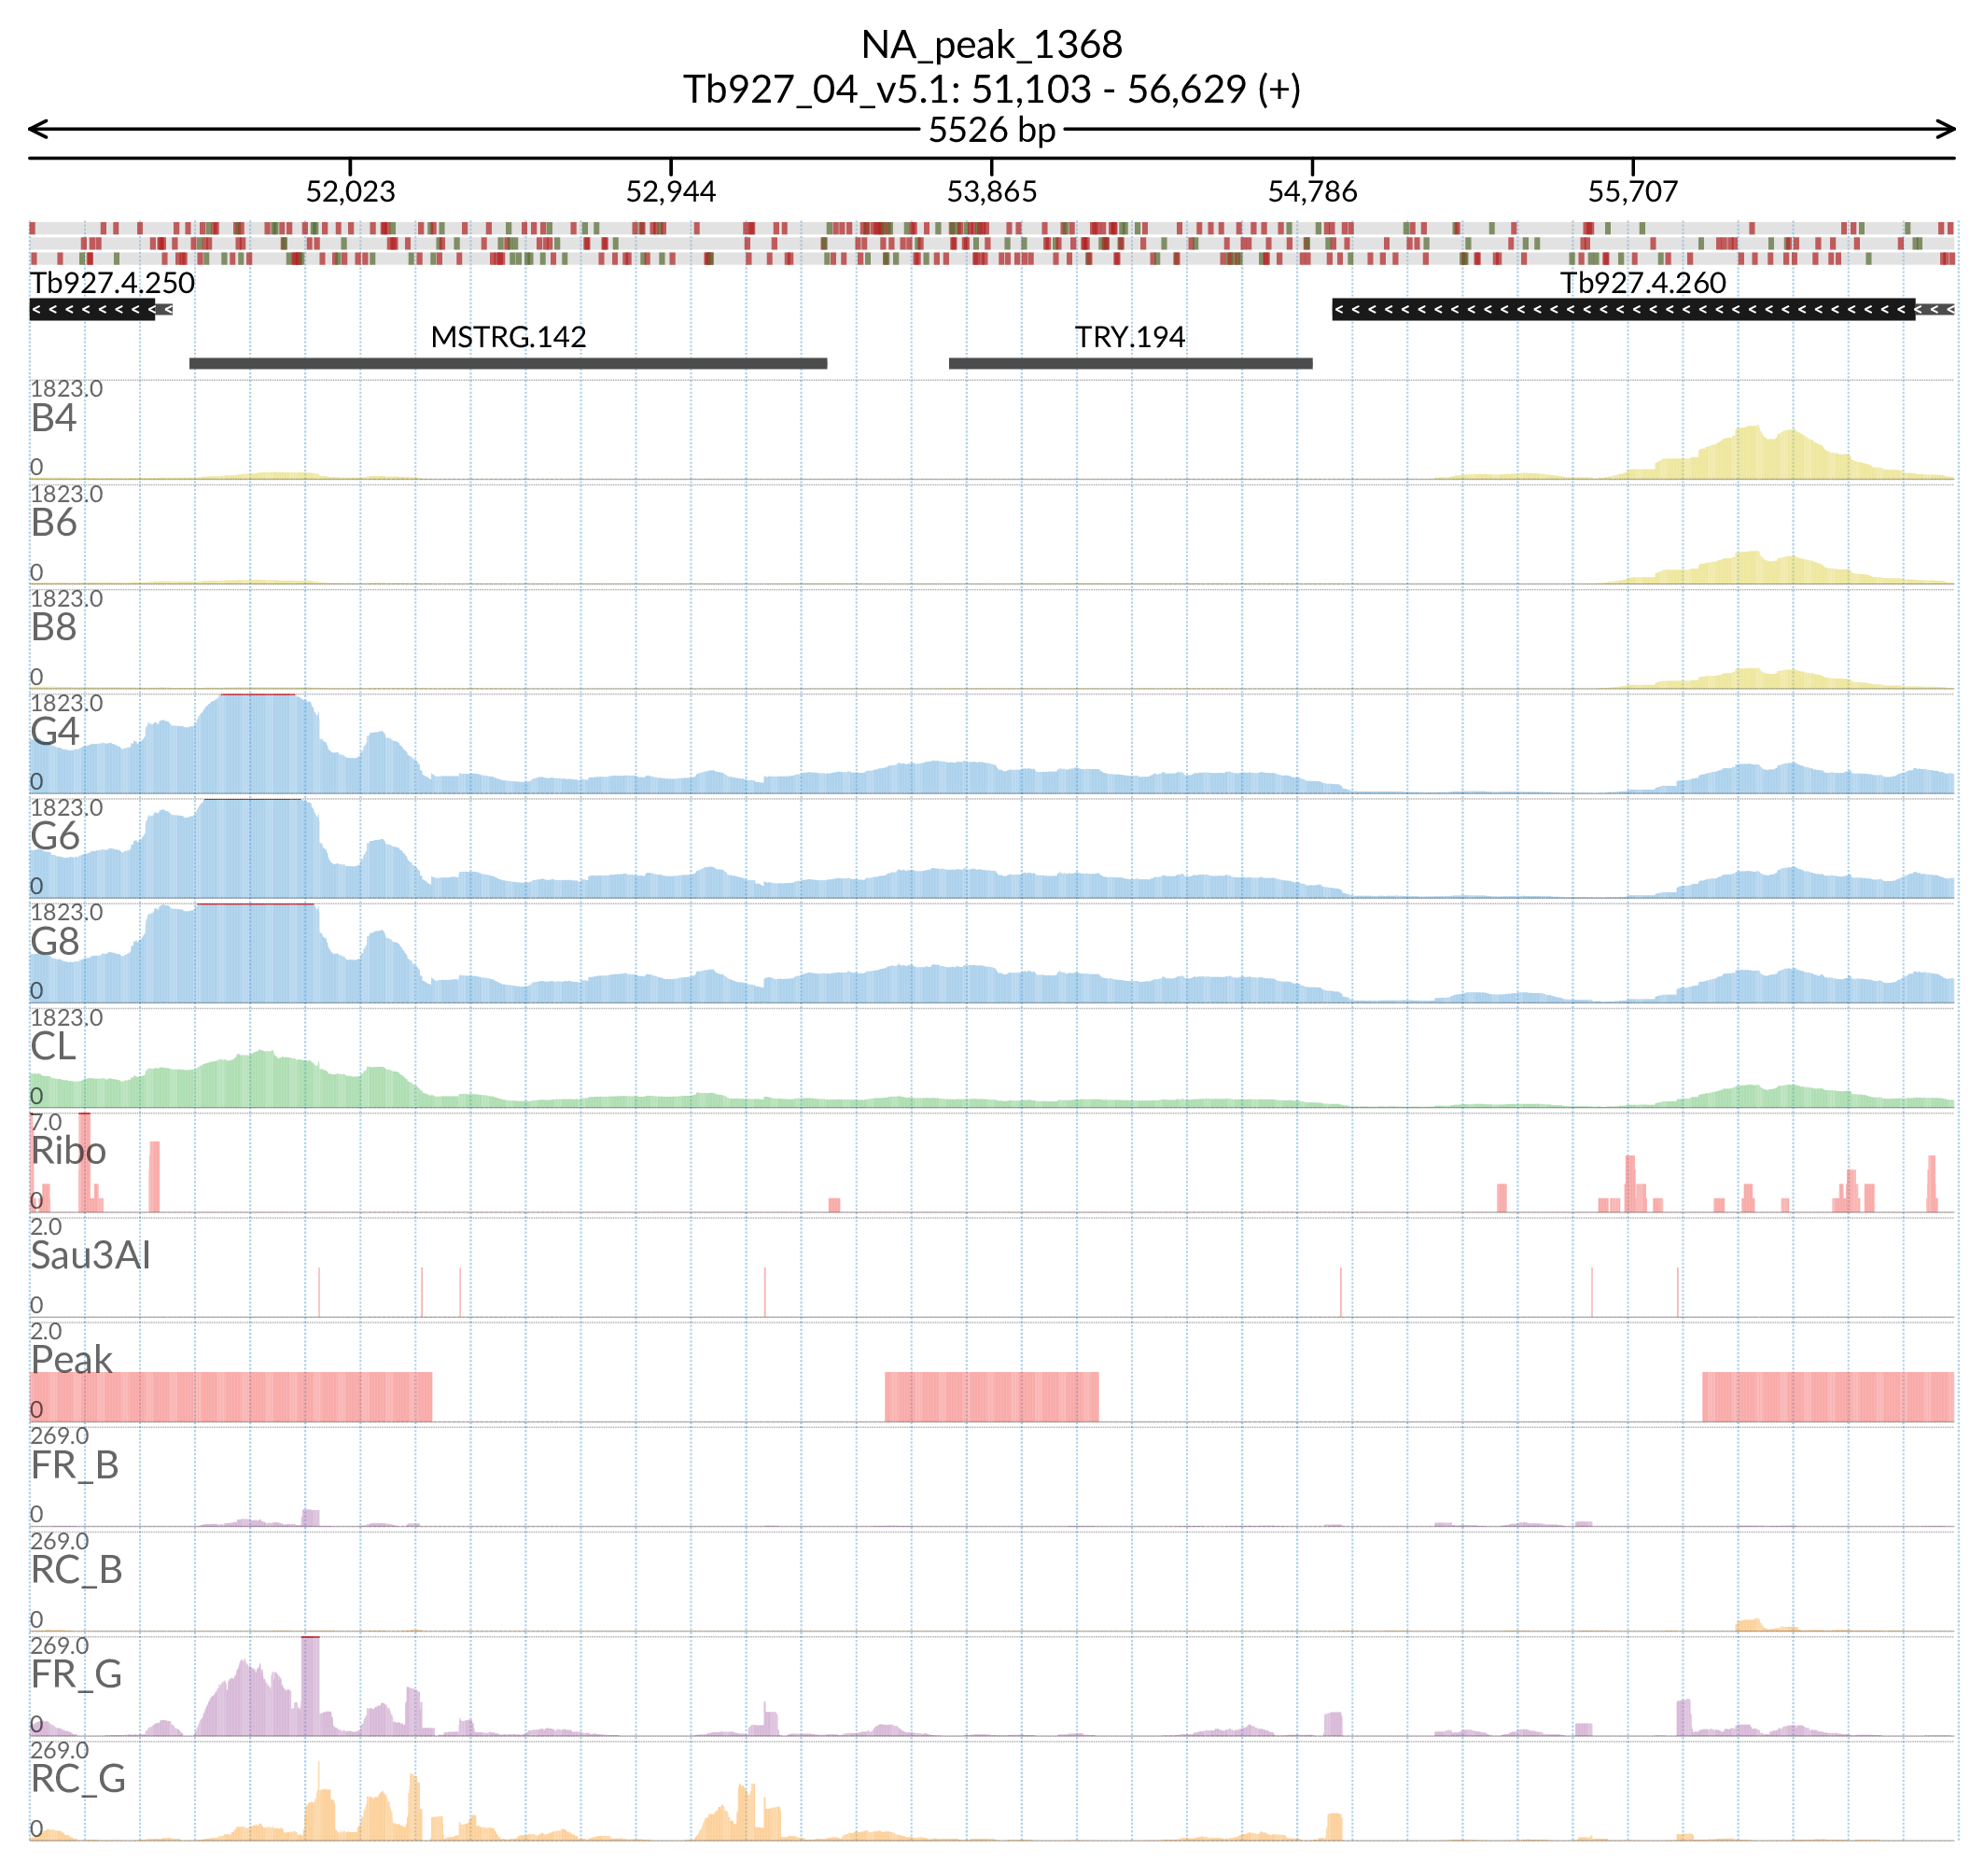 NA_peak_1368
Tb927_04_v5.1: 51,103 - 56,629 (+)
5526 bp
52,023 52,944 53,865 54,786 55,707
Tb927.4.250 Tb927.4.260
MSTRG.142 TRY.194
1823.0
B4
0
1823.0
B6
0
1823.0
B8
0
1823.0
G4
0
1823.0
G6
0
1823.0
G8
0
1823.0
CL
0
7.0
Ribo
0
2.0
Sau3AI
0
2.0
Peak
0
269.0
FR_B
0
269.0
RC_B
0
269.0
FR_G
0
269.0
RC_G
0